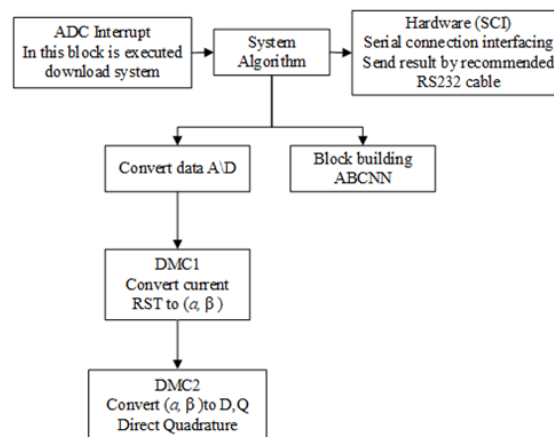 ADC Interrupt
In this block is executed
download system
System
Algorithm
Hardware (SCI)
Serial connection interfacing
Send result by recommended
RS232 cable
Convert data A\D
Block building
ABCNN
DMC1
Convert current
RST to (α, β)
DMC2
Convert (α, β)to D,Q
Direct Quadrature